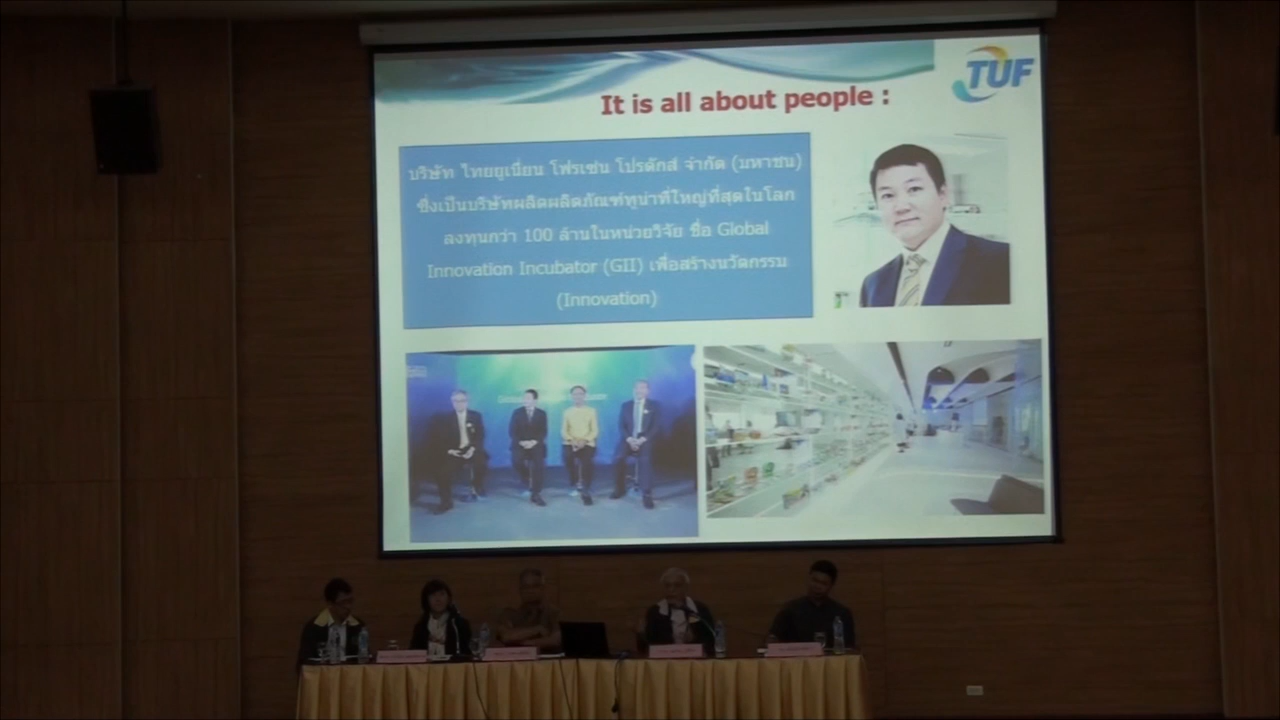 TUF
It is all about people :
บริษัท ไทยยูเนี่ยน โฟรเซ่น โปรดักส์ จำกัด (มหาชน)
ซึ่งเป็นบริษัทผลิตผลิตภัณฑ์ทูน่าที่ใหญ่ที่สุดในโลก
ลงทุนกว่า 100 ล้านในหน่วยวิจัย ชื่อ Global
Innovation Incubator (GII) เพื่อสร้างนวัตกรรม
(Innovation)